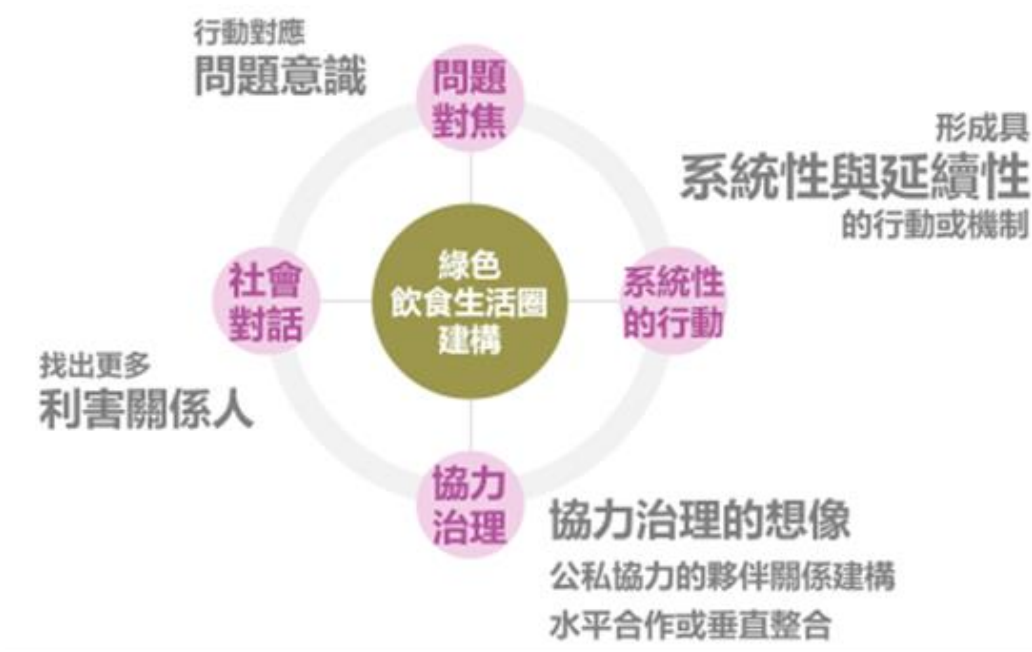 行動對應
問題意識
問題
對焦
形成具
系統性與延續性
的行動或機制
社會
對話
綠色
飲食生活圈
建構
系統性
的行動
找出更多
利害關係人
協力
治理
協力治理的想像
公私協力的夥伴關係建構
水平合作或垂直整合